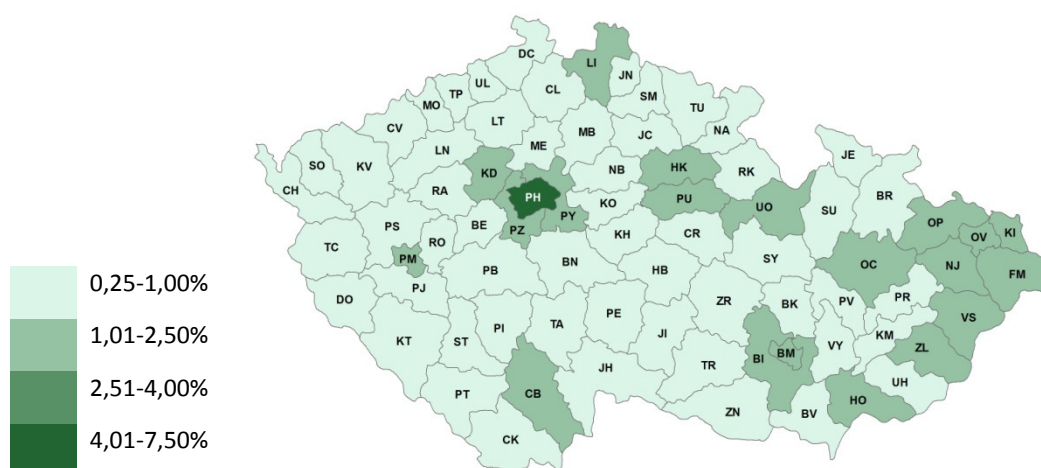 DC
LI
JN
UL
TP
CL
SM
MO
TU
LT
CV
MB
JC
NA
ME
LN
JE
SO
KV
NB
HK
RK
KD
CH
RA
BR
PH
KO
PU
UO
SU
PY
OP
PS
BE
PZ
CR
OV
KI
RO
KH
TC
PM
SY
OC
NJ
BN
HB
PB
FM
0,25-1,00%
PJ
DO
ZR
BK
PV
PR
PE
VS
1,01-2,50%
PI
TA
JI
KM
KT
ST
VY
ZL
BM
BI
TR
JH
2,51-4,00%
UH
PT
CB
HO
ZN
BV
4,01-7,50%
CK